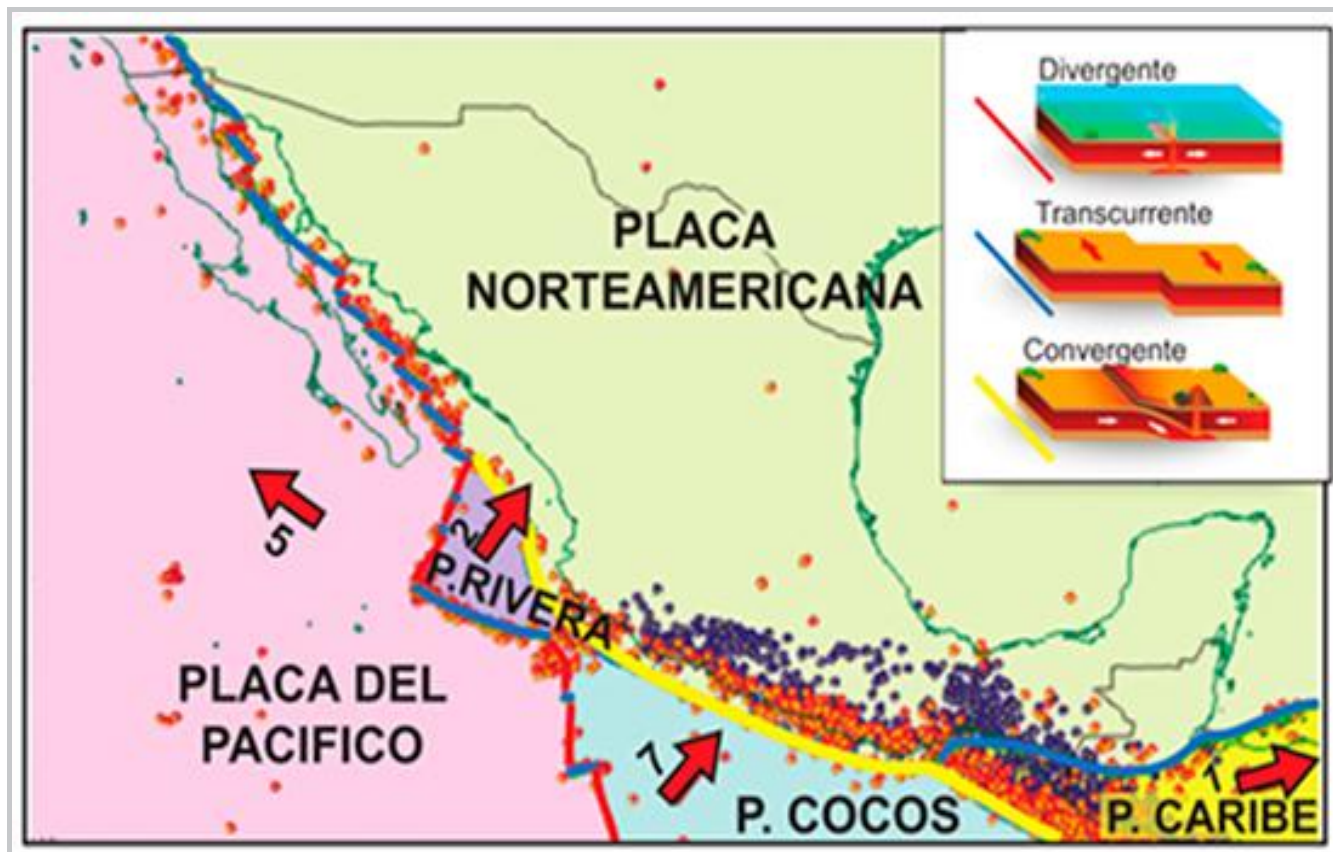 Divergente
Transcurrente
Convergente
PLACA
NORTEAMERICANA
5
2
P.RIVERA
PLACA DEL
PACIFICO
7
P. COCOS
1
P. CARIBE